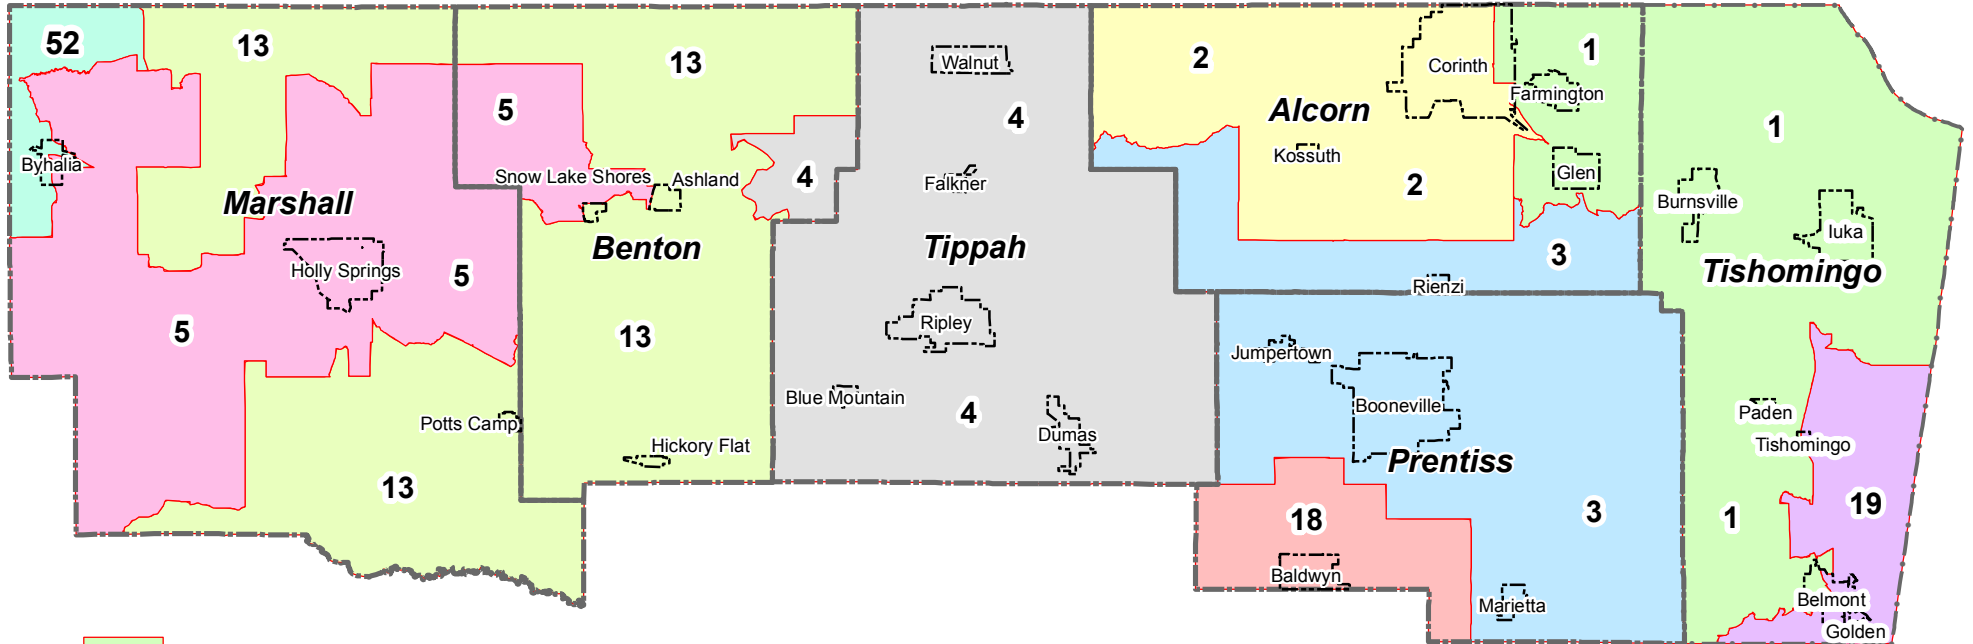 52
13
13
Walnut
2
Corinth
1
5
Farmington
Alcorn
4
1
Byhalia
Kossuth
Snow Lake Shores
Ashland
4
Falkner
Glen
2
Burnsville
Marshall
Iuka
Benton
Tippah
3
Tishomingo
Holly Springs
5
Rienzi
5
13
Ripley
Jumpertown
Blue Mountain
4
Booneville
Paden
Potts Camp
Hickory Flat
Dumas
Tishomingo
Prentiss
13
18
3
1
19
Baldwyn
Marietta
Belmont
Golden